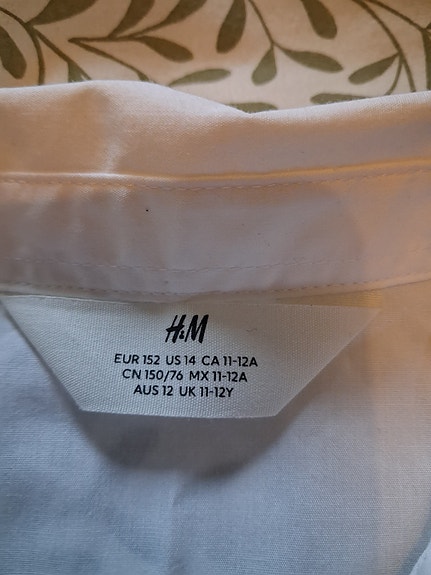 H&M
EUR 152 US 14 CA 11-12A
CN 150/76 MX 11-12A
AUS 12 UK 11-12Y